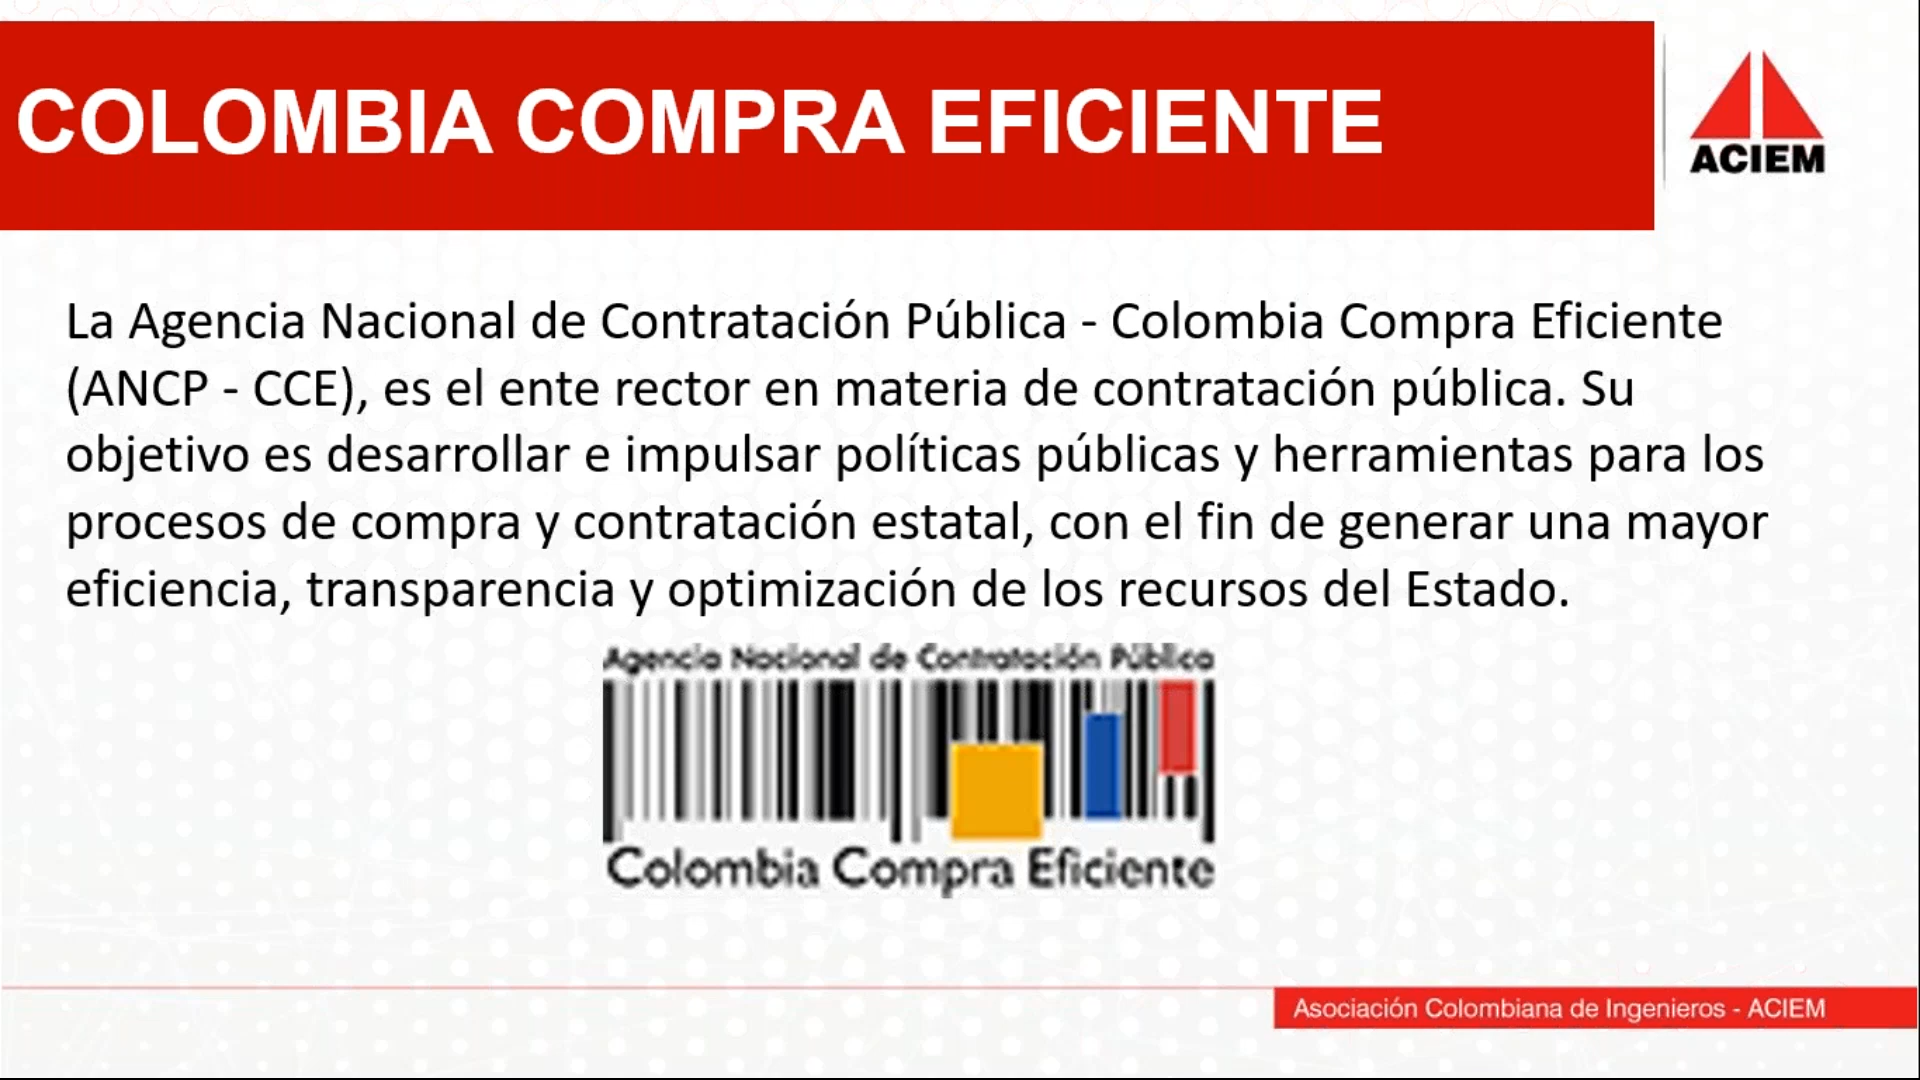 COLOMBIA COMPRA EFICIENTE
ACIEM
La Agencia Nacional de Contratación Pública - Colombia Compra Eficiente
(ANCP - CCE), es el ente rector en materia de contratación pública. Su
objetivo es desarrollar e impulsar políticas públicas y herramientas para los
procesos de compra y contratación estatal, con el fin de generar una mayor
eficiencia, transparencia y optimización de los recursos del Estado.
Agencia Nacional de Contratación Pública
Colombia Compra Eficiente
Asociación Colombiana de Ingenieros - ACIEM